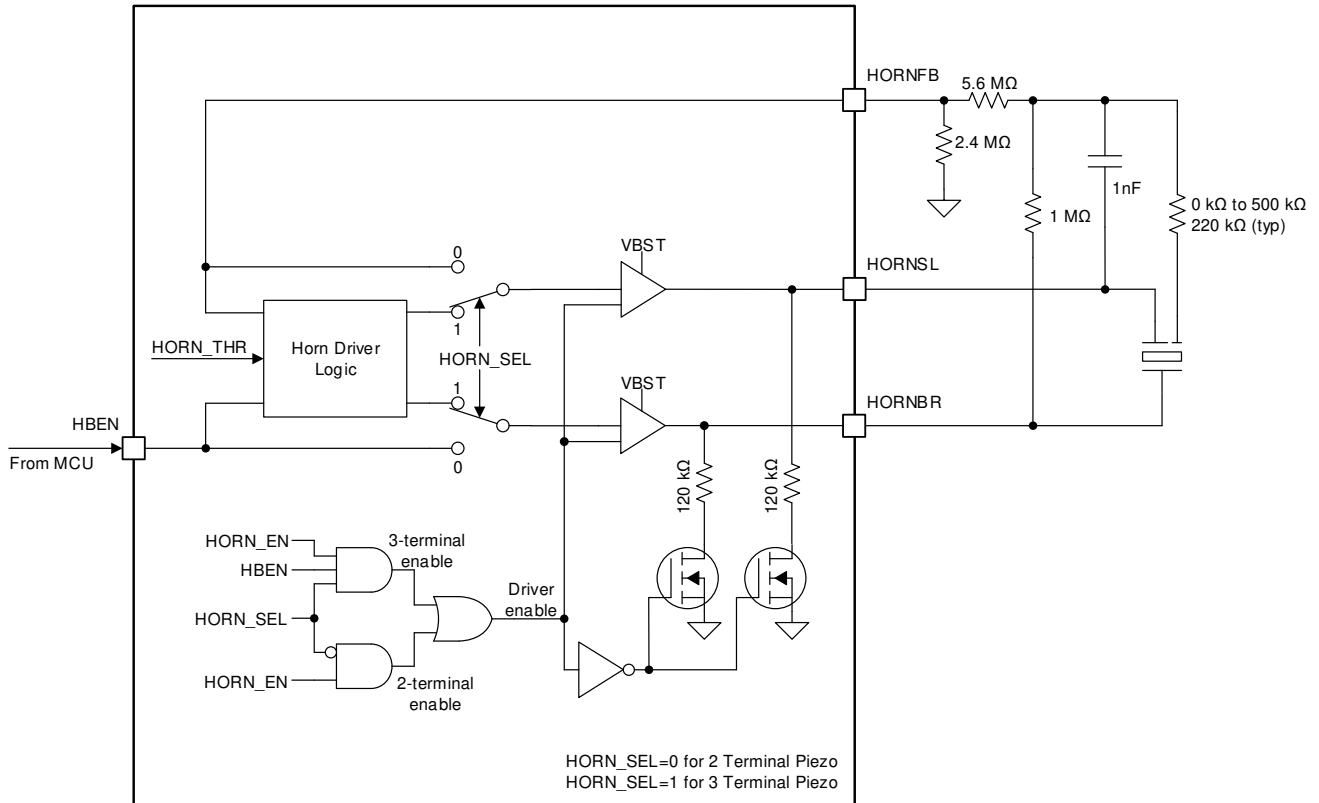 HORNFB
5.6 MΩ
2.4 MΩ
1nF
0 kΩ to 500 kΩ
220 kΩ (typ)
1 MΩ
0
VBST
HORNSL
1
HORN_THR
Horn Driver
Logic
HORN_SEL
1
VBST
HORNBR
HBEN
From MCU
0
120 kΩ
120 kΩ
HORN_EN
3-terminal
enable
HBEN
Driver
enable
HORN_SEL
HORN_EN
2-terminal
enable
HORN_SEL=0 for 2 Terminal Piezo
HORN_SEL=1 for 3 Terminal Piezo